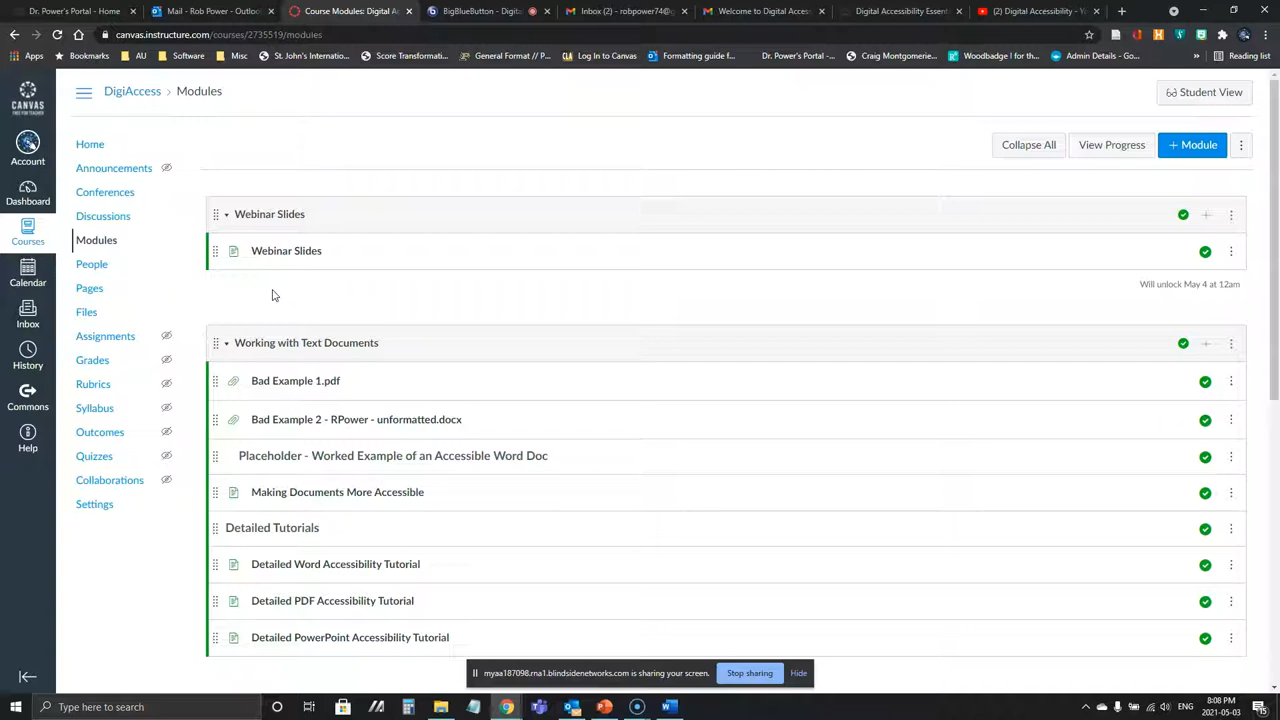 Dr. Power's Portal - Home
Mail - Rob Power - Outloo
Course Modules: Digital A
BigBlueButton - Digita
Inbox (1) - robpower74@g
Welcome to Digital Access
Digital Accessibility Essent
(2) Digital Accessibility - Y
canvas.instructure.com/courses/2735519/modules
Apps
Bookmarks
AU
Software
Misc
St. John's Internatio...
Score Transformatio...
General Format // P...
Log In to Canvas
Formatting guide f...
Dr. Power's Portal -...
Craig Montgomerie...
Woodbadge I for th...
Admin Details - Go...
»
Reading list
CANVAS
FREE FOR TEACHER
Account
Dashboard
Courses
Calendar
Inbox
History
Commons
Help
DigiAccess › Modules
Student View
Home
Announcements
Conferences
Discussions
Modules
People
Pages
Files
Assignments
Grades
Rubrics
Syllabus
Outcomes
Quizzes
Collaborations
Settings
Collapse All
View Progress
+ Module
Webinar Slides
Webinar Slides
Will unlock May 4 at 12am
Working with Text Documents
Bad Example 1.pdf
Bad Example 2 - RPower - unformatted.docx
Placeholder - Worked Example of an Accessible Word Doc
Making Documents More Accessible
Detailed Tutorials
Detailed Word Accessibility Tutorial
Detailed PDF Accessibility Tutorial
Detailed PowerPoint Accessibility Tutorial
myaa187098.rna1.blindsidenetworks.com is sharing your screen.
Stop sharing
Hide
Type here to search
ENG
8:08 PM
2021-05-03